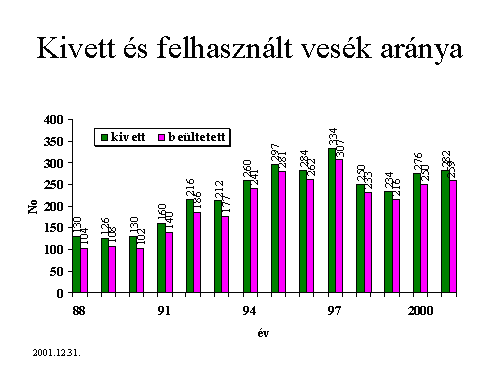 Kivett és felhasznált vesék aránya
400
350
300
250
200
150
100
50
0
No
kivett beültetett
130 104 126 108 130 102 160 140 216 186 212 177 260 241 297 281 284 262 334 307 250 233 234 216 276 250 282 259
88 91 94 97 2000
év
2001.12.31.